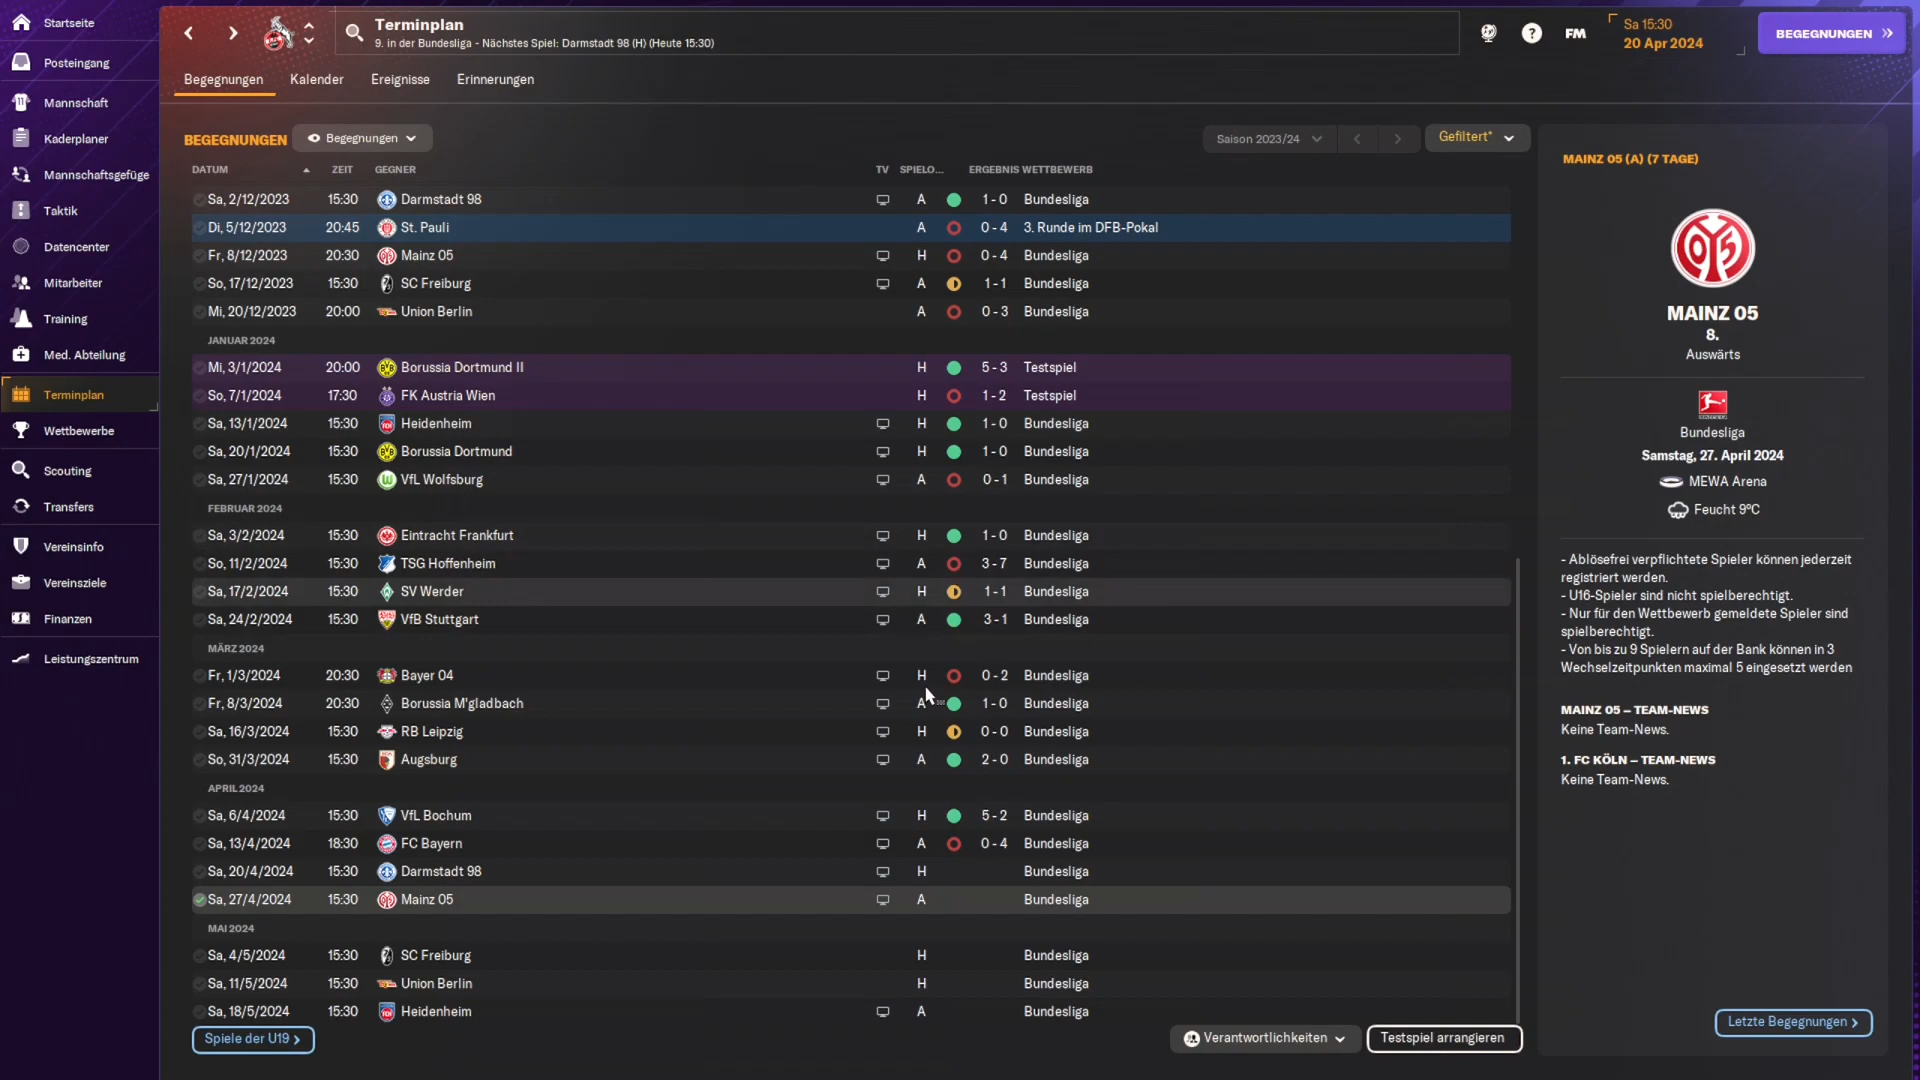 Startseite
Posteingang
Mannschaft
Kaderplaner
Mannschaftsgefüge
Taktik
Datencenter
Mitarbeiter
Training
Med. Abteilung
Terminplan
Wettbewerbe
Scouting
Transfers
Vereinsinfo
Vereinsziele
Finanzen
Leistungszentrum
Terminplan
9. in der Bundesliga - Nächstes Spiel: Darmstadt 98 (H) (Heute 15:30)
FM
Sa 15:30
20 Apr 2024
BEGEGNUNGEN
Begegnungen Kalender Ereignisse Erinnerungen
BEGEGNUNGEN Begegnungen Saison 2023/24 Gefiltert*
DATUM ZEIT GEGNER TV SPIELO... ERGEBNIS WETTBEWERB
Sa, 2/12/2023 15:30 Darmstadt 98 A 1 - 0 Bundesliga
Di, 5/12/2023 20:45 St. Pauli A 0 - 4 3. Runde im DFB-Pokal
Fr, 8/12/2023 20:30 Mainz 05 H 0 - 4 Bundesliga
So, 17/12/2023 15:30 SC Freiburg A 1 - 1 Bundesliga
Mi, 20/12/2023 20:00 Union Berlin A 0 - 3 Bundesliga
JANUAR 2024
Mi, 3/1/2024 20:00 Borussia Dortmund II H 5 - 3 Testspiel
So, 7/1/2024 17:30 FK Austria Wien H 1 - 2 Testspiel
Sa, 13/1/2024 15:30 Heidenheim H 1 - 0 Bundesliga
Sa, 20/1/2024 15:30 Borussia Dortmund H 1 - 0 Bundesliga
Sa, 27/1/2024 15:30 VfL Wolfsburg A 0 - 1 Bundesliga
FEBRUAR 2024
Sa, 3/2/2024 15:30 Eintracht Frankfurt H 1 - 0 Bundesliga
So, 11/2/2024 15:30 TSG Hoffenheim A 3 - 7 Bundesliga
Sa, 17/2/2024 15:30 SV Werder H 1 - 1 Bundesliga
Sa, 24/2/2024 15:30 VfB Stuttgart A 3 - 1 Bundesliga
MÄRZ 2024
Fr, 1/3/2024 20:30 Bayer 04 H 0 - 2 Bundesliga
Fr, 8/3/2024 20:30 Borussia M'gladbach A 1 - 0 Bundesliga
Sa, 16/3/2024 15:30 RB Leipzig H 0 - 0 Bundesliga
So, 31/3/2024 15:30 Augsburg A 2 - 0 Bundesliga
APRIL 2024
Sa, 6/4/2024 15:30 VfL Bochum H 5 - 2 Bundesliga
Sa, 13/4/2024 18:30 FC Bayern A 0 - 4 Bundesliga
Sa, 20/4/2024 15:30 Darmstadt 98 H Bundesliga
Sa, 27/4/2024 15:30 Mainz 05 A Bundesliga
MAI 2024
Sa, 4/5/2024 15:30 SC Freiburg H Bundesliga
Sa, 11/5/2024 15:30 Union Berlin H Bundesliga
Sa, 18/5/2024 15:30 Heidenheim A Bundesliga
Spiele der U19 Verantwortlichkeiten Testspiel arrangieren
MAINZ 05 (A) (7 TAGE)
MAINZ 05
8.
Auswärts
Bundesliga
Samstag, 27. April 2024
MEWA Arena
Feucht 9ºC
- Ablösefrei verpflichtete Spieler können jederzeit
registriert werden.
- U16-Spieler sind nicht spielberechtigt.
- Nur für den Wettbewerb gemeldete Spieler sind
spielberechtigt.
- Von bis zu 9 Spielern auf der Bank können in 3
Wechselzeitpunkten maximal 5 eingesetzt werden
MAINZ 05 – TEAM-NEWS
Keine Team-News.
1. FC KÖLN – TEAM-NEWS
Keine Team-News.
Letzte Begegnungen